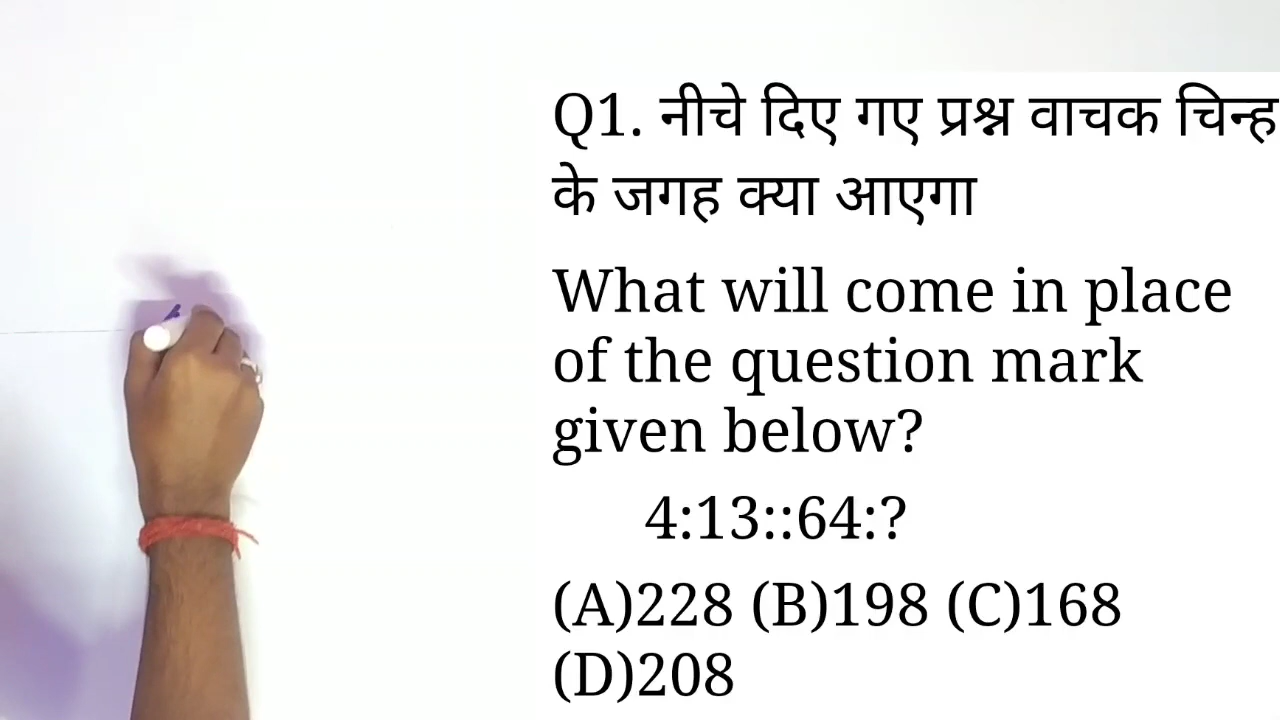 Q1. नीचे दिए गए प्रश्न वाचक चिन्ह
के जगह क्या आएगा
What will come in place
of the question mark
given below?
4:13::64:?
(A)228 (B)198 (C)168
(D)208